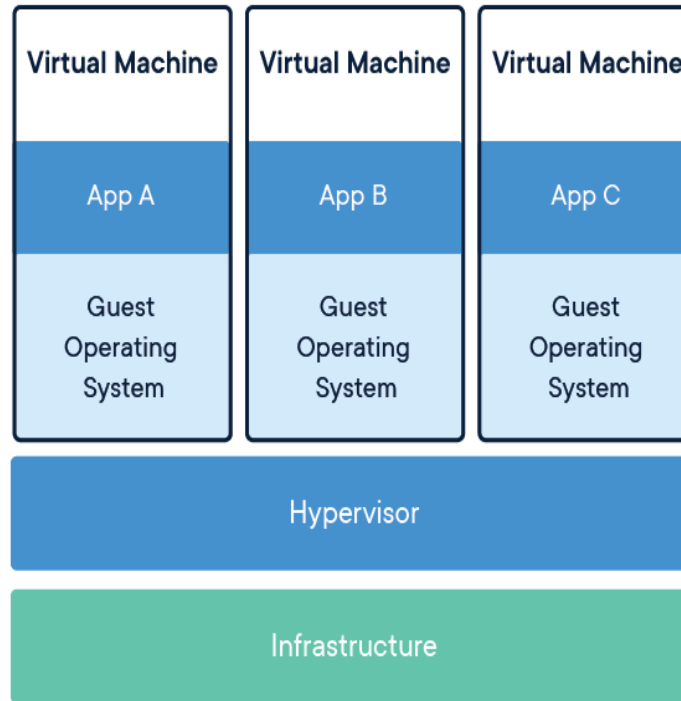 Virtual Machine
Virtual Machine
Virtual Machine
App A
App B
App C
Guest
Operating
System
Guest
Operating
System
Guest
Operating
System
Hypervisor
Infrastructure